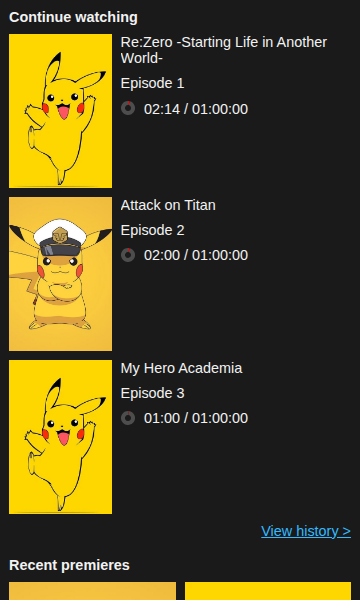 Continue watching
Re:Zero -Starting Life in Another
World-
Episode 1
02:14 / 01:00:00
Attack on Titan
Episode 2
02:00 / 01:00:00
My Hero Academia
Episode 3
01:00 / 01:00:00
View history >
Recent premieres